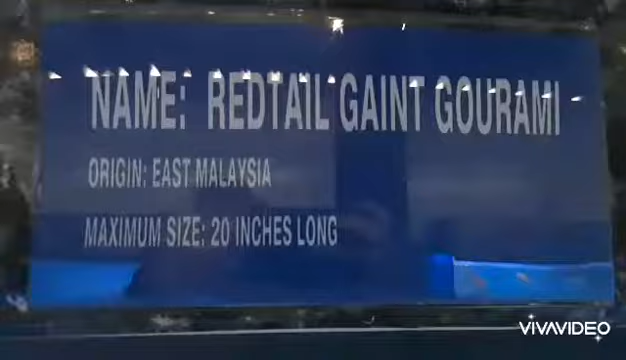 NAME: REDTAIL GAINT GOURAMI
ORIGIN: EAST MALAYSIA
MAXIMUM SIZE: 20 INCHES LONG
VIVAVIDEO